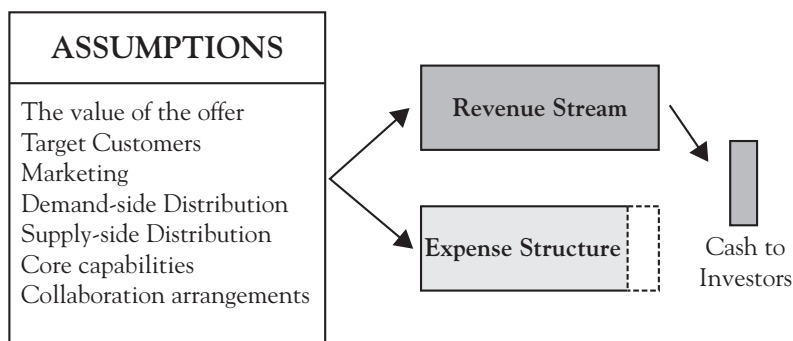 ASSUMPTIONS
The value of the offer
Target Customers
Marketing
Demand-side Distribution
Supply-side Distribution
Core capabilities
Collaboration arrangements
Revenue Stream
Expense Structure
Cash to
Investors